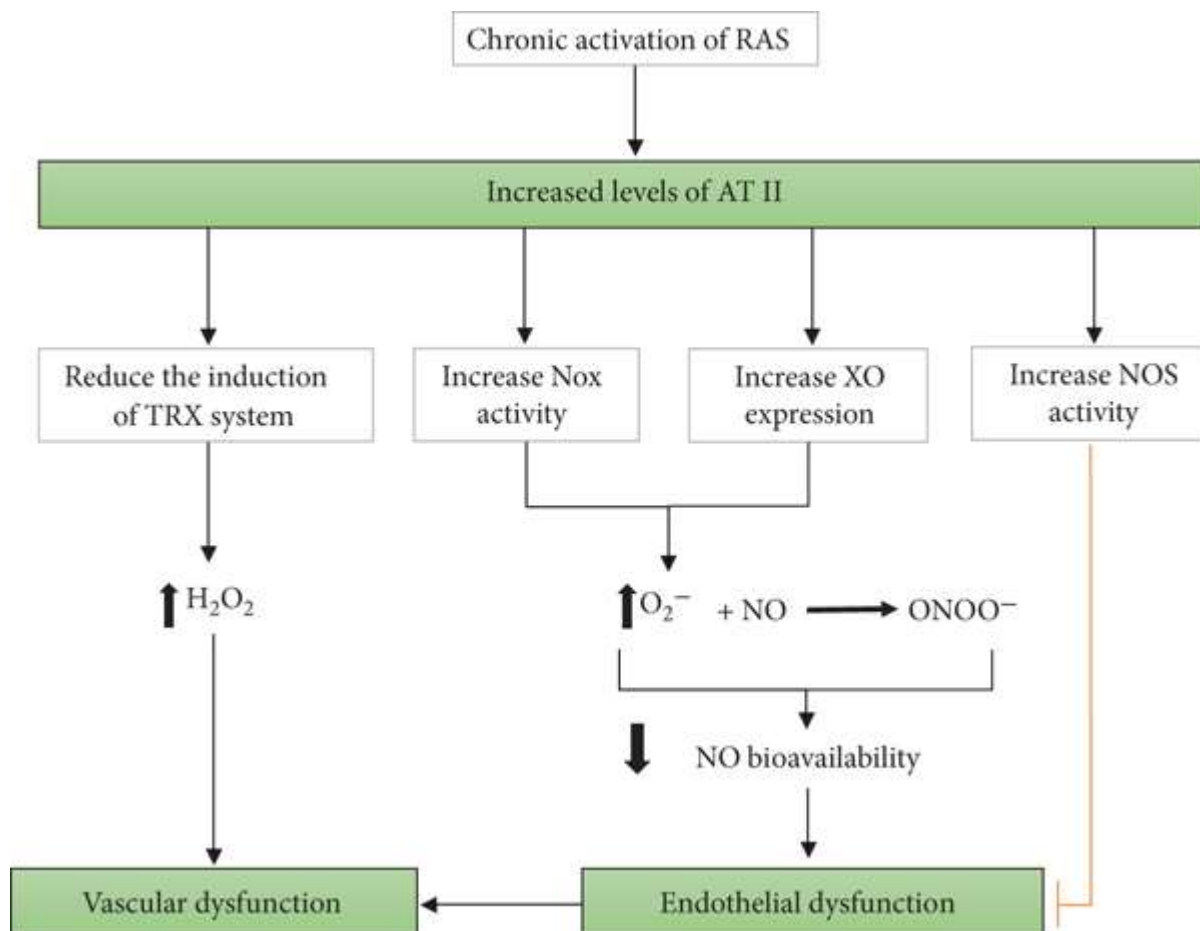 Chronic activation of RAS
Increased levels of AT II
Reduce the induction
of TRX system
Increase Nox
activity
Increase XO
expression
Increase NOS
activity
H₂O₂
O₂⁻ + NO ONOO⁻
NO bioavailability
Vascular dysfunction
Endothelial dysfunction